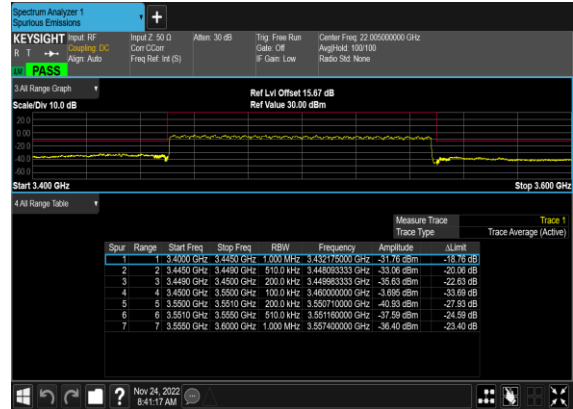 Spectrum Analyzer 1
Spurious Emissions
+
KEYSIGHT Input: RF Input Z: 50 Ω Atten: 30 dB Trig: Free Run Center Freq: 22.005000000 GHz
R T Coupling: DC Corr CCorr Gate: Off Avg|Hold: 100/100
Align: Auto Freq Ref: Int (S) IF Gain: Low Radio Std: None
PASS
3 All Range Graph
Ref Lvl Offset 15.67 dB
Scale/Div 10.0 dB Ref Value 30.00 dBm
20.0
0.00
-20.0
-40.0
-60.0
Start 3.400 GHz Stop 3.600 GHz
4 All Range Table
Measure Trace Trace 1
Trace Type Trace Average (Active)
Spur Range Start Freq Stop Freq RBW Frequency Amplitude ΔLimit
1 1 3.4000 GHz 3.4450 GHz 1.000 MHz 3.432175000 GHz -31.76 dBm -18.76 dB
2 2 3.4450 GHz 3.4490 GHz 510.0 kHz 3.448093333 GHz -33.06 dBm -20.06 dB
3 3 3.4490 GHz 3.4500 GHz 200.0 kHz 3.449983333 GHz -35.63 dBm -22.63 dB
4 4 3.4500 GHz 3.5500 GHz 100.0 kHz 3.460000000 GHz -3.695 dBm -33.69 dB
5 5 3.5500 GHz 3.5510 GHz 200.0 kHz 3.550710000 GHz -40.93 dBm -27.93 dB
6 6 3.5510 GHz 3.5550 GHz 510.0 kHz 3.551160000 GHz -37.59 dBm -24.59 dB
7 7 3.5550 GHz 3.6000 GHz 1.000 MHz 3.557400000 GHz -36.40 dBm -23.40 dB
? Nov 24, 2022
8:41:17 AM